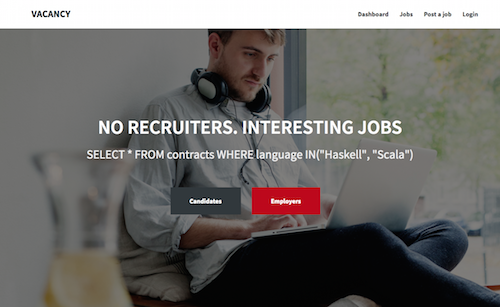 VACANCY
Dashboard Jobs Post a job Login
NO RECRUITERS. INTERESTING JOBS
SELECT * FROM contracts WHERE language IN("Haskell", "Scala")
Candidates Employers